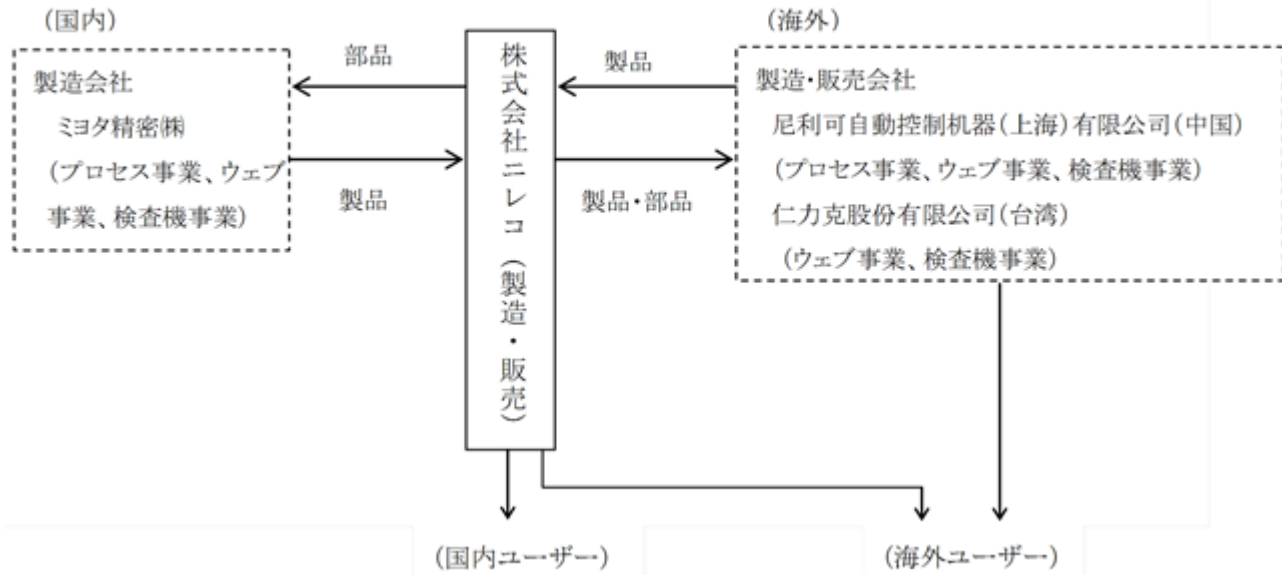 (国内)
製造会社
ミヨタ精密㈱
(プロセス事業、ウェブ
事業、検査機事業)
部品
製品
株式会社ニレコ(製造・販売)
製品
製品・部品
(海外)
製造・販売会社
尼利可自動控制机器(上海)有限公司(中国)
(プロセス事業、ウェブ事業、検査機事業)
仁力克股份有限公司(台湾)
(ウェブ事業、検査機事業)
(国内ユーザー)
(海外ユーザー)